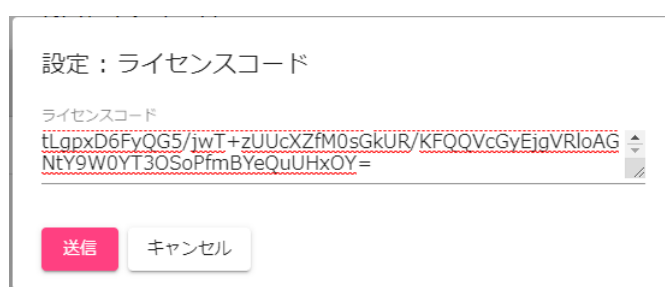 設定：ライセンスコード
ライセンスコード
tLgpxD6FyQG5/jwT+zUUcXZfM0sGkUR/KFQQVcGyEjgVRloAG
NtY9W0YT3OSoPfmBYeQuUHxOY=
送信
キャンセル